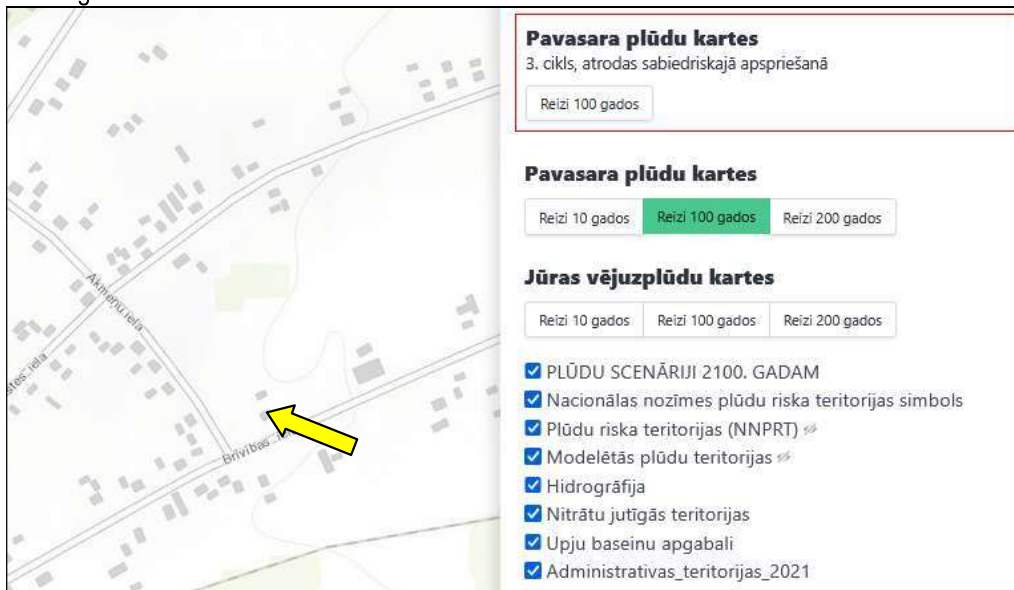 Pavasara plūdu kartes
3. cikls, atrodas sabiedriskajā apspriešanā
Reizi 100 gados
Pavasara plūdu kartes
Reizi 10 gados Reizi 100 gados Reizi 200 gados
Jūras vējuzplūdu kartes
Reizi 10 gados Reizi 100 gados Reizi 200 gados
PLŪDU SCENĀRIJI 2100. GADAM
Nacionālas nozīmes plūdu riska teritorijas simbols
Plūdu riska teritorijas (NNPRT)
Modelētās plūdu teritorijas
Hidrogrāfija
Nitrātu jutīgās teritorijas
Upju baseinu apgabali
Administrativas_teritorijas_2021
Akmeņu iela
iela
Brīvības